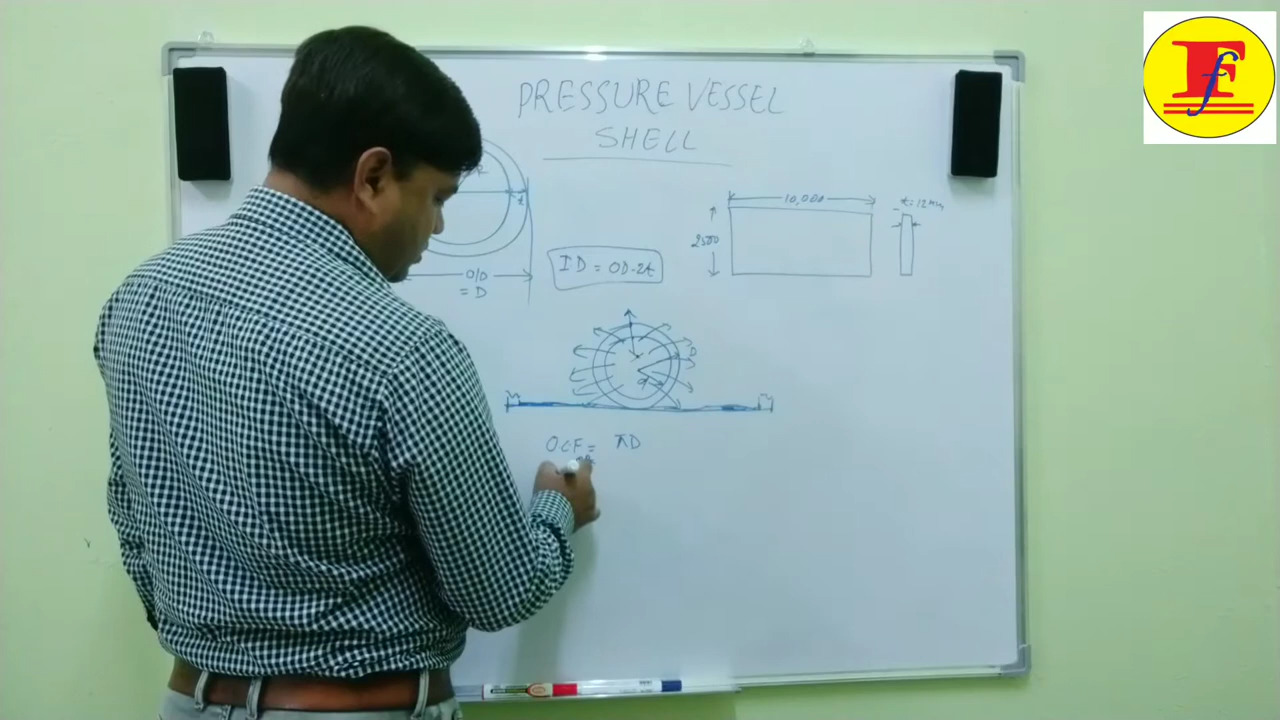 PRESSURE VESSEL
SHELL
t
O/D
= D
ID = OD-2t
10,000
2500
t=12mm
D
OCF = πD
F
f